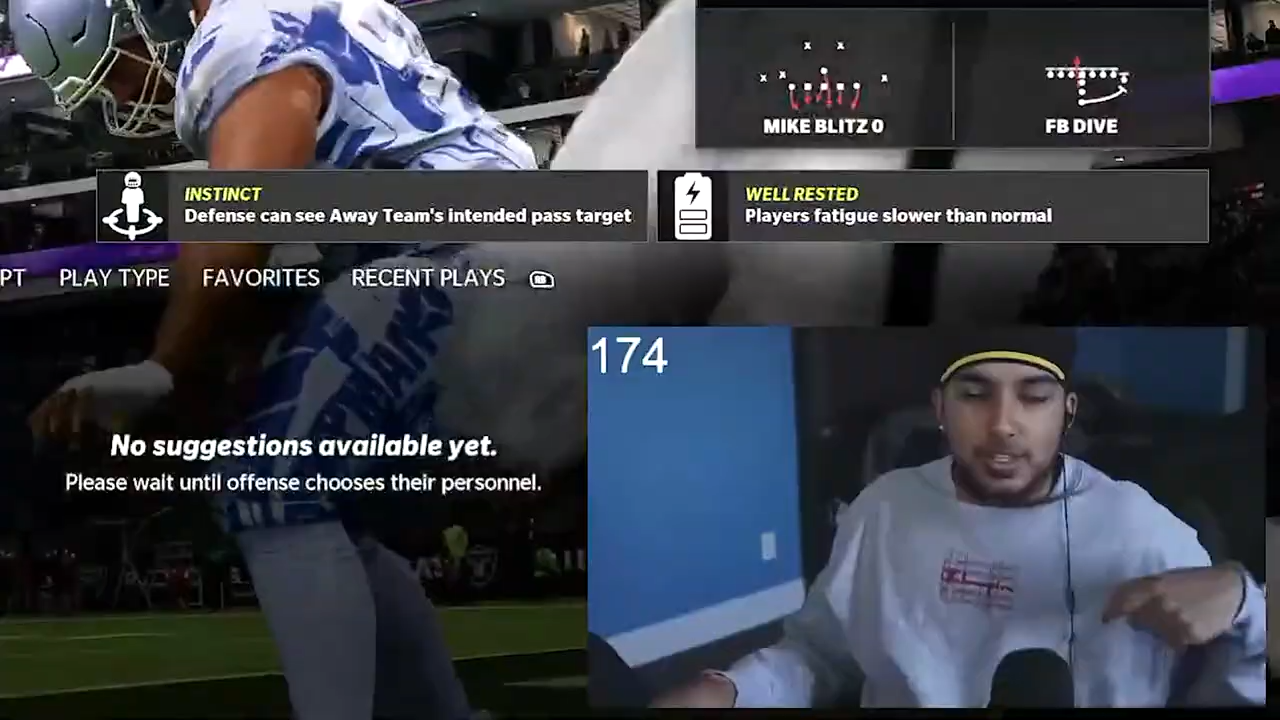 MIKE BLITZ 0
FB DIVE
INSTINCT
Defense can see Away Team's intended pass target
WELL RESTED
Players fatigue slower than normal
PT PLAY TYPE FAVORITES RECENT PLAYS RB
174
No suggestions available yet.
Please wait until offense chooses their personnel.